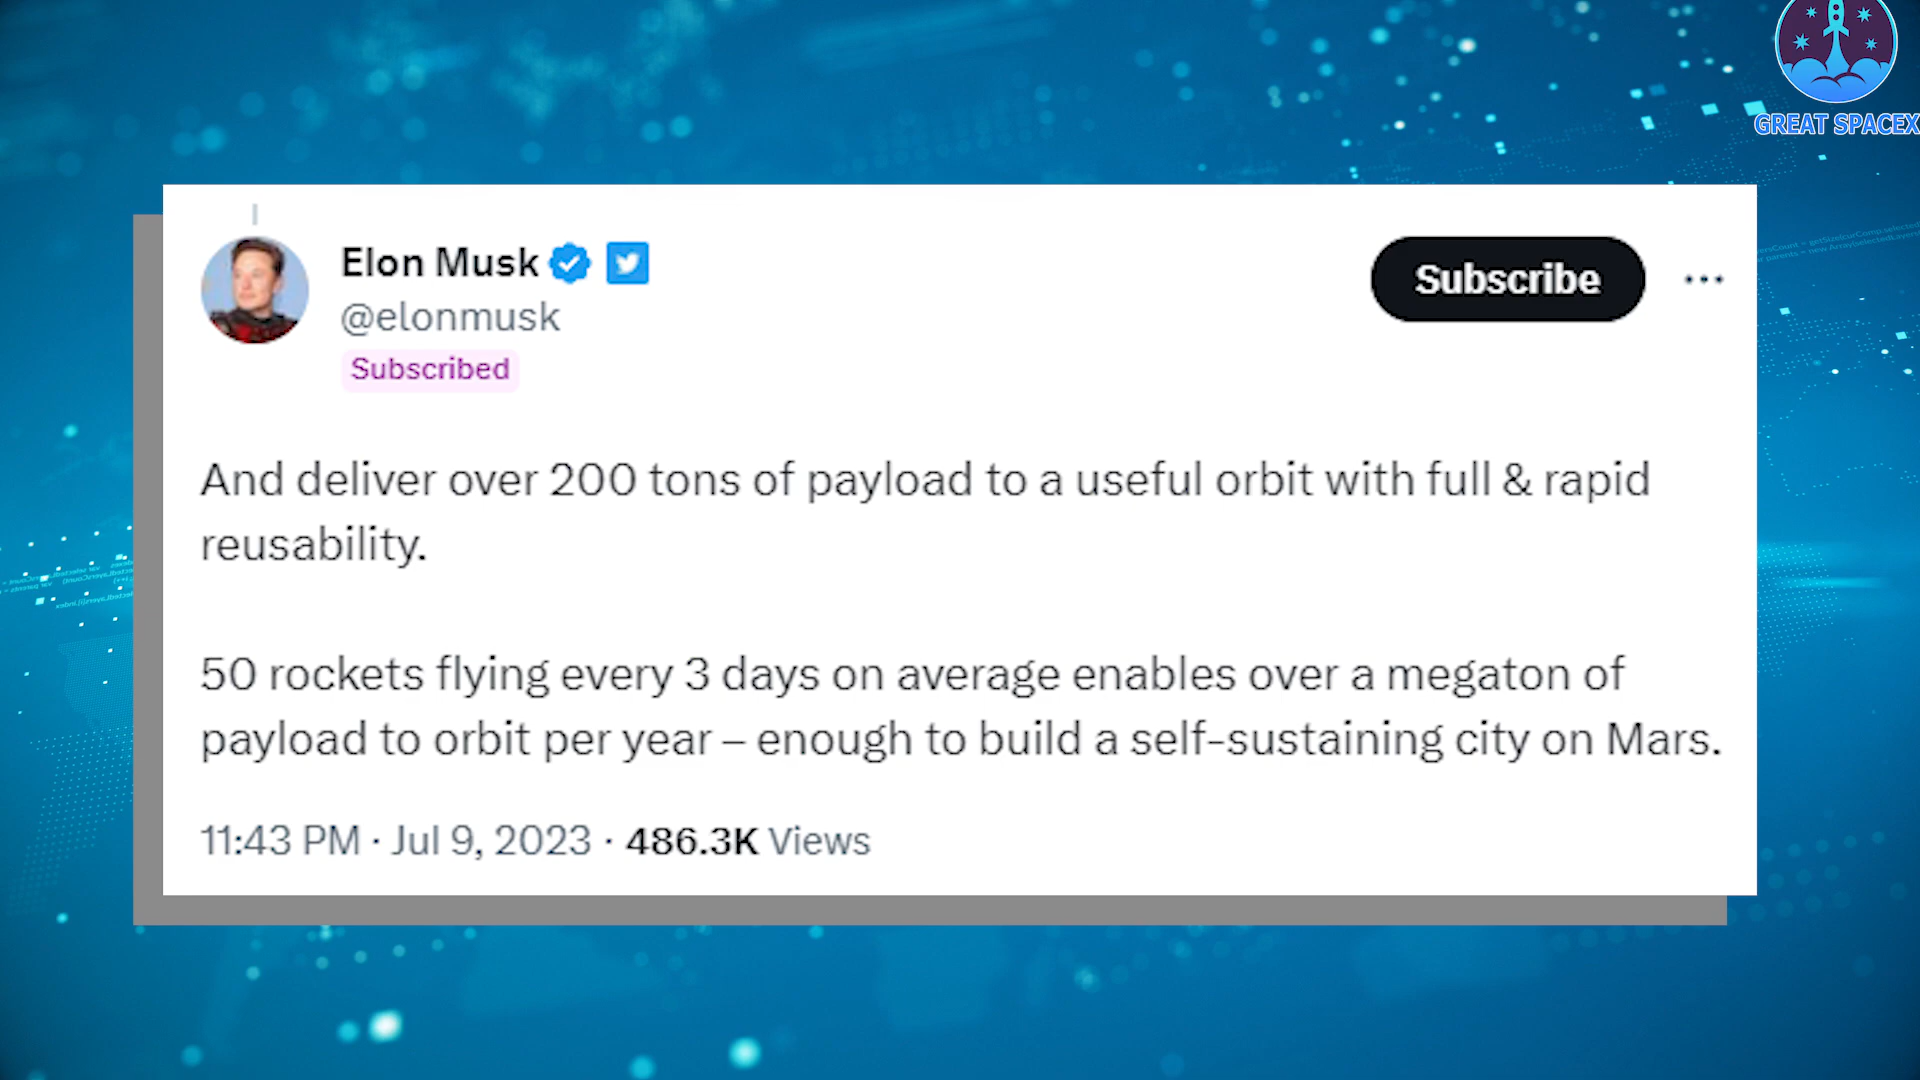 GREAT SPACEX
Elon Musk
@elonmusk
Subscribed
Subscribe
And deliver over 200 tons of payload to a useful orbit with full & rapid
reusability.
50 rockets flying every 3 days on average enables over a megaton of
payload to orbit per year – enough to build a self-sustaining city on Mars.
11:43 PM · Jul 9, 2023 · 486.3K Views